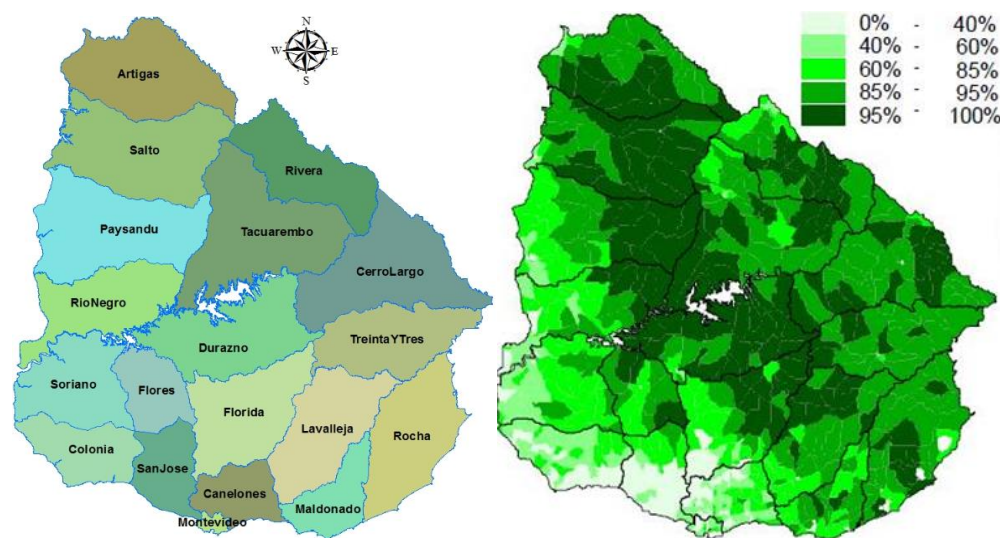 N
W E
S
Artigas
Salto
Rivera
Paysandu
Tacuarembo
CerroLargo
RioNegro
Durazno
TreintaYTres
Soriano
Flores
Florida
Lavalleja
Rocha
Colonia
SanJose
Canelones
Maldonado
Montevideo
0% - 40%
40% - 60%
60% - 85%
85% - 95%
95% - 100%